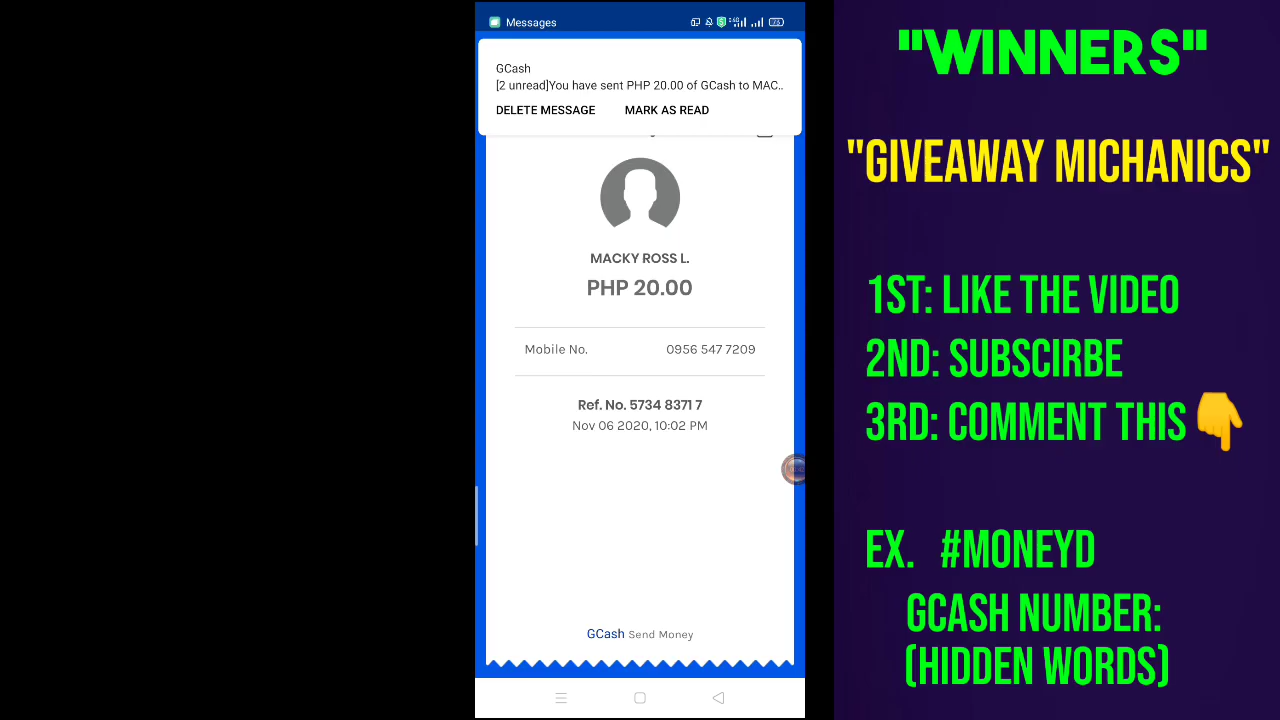 Messages
GCash
[2 unread]You have sent PHP 20.00 of GCash to MAC..
DELETE MESSAGE MARK AS READ
MACKY ROSS L.
PHP 20.00
Mobile No. 0956 547 7209
Ref. No. 5734 8371 7
Nov 06 2020, 10:02 PM
GCash Send Money
"WINNERS"
"GIVEAWAY MICHANICS"
1ST: LIKE THE VIDEO
2ND: SUBSCIRBE
3RD: COMMENT THIS
EX. #MONEYD
GCASH NUMBER:
(HIDDEN WORDS)